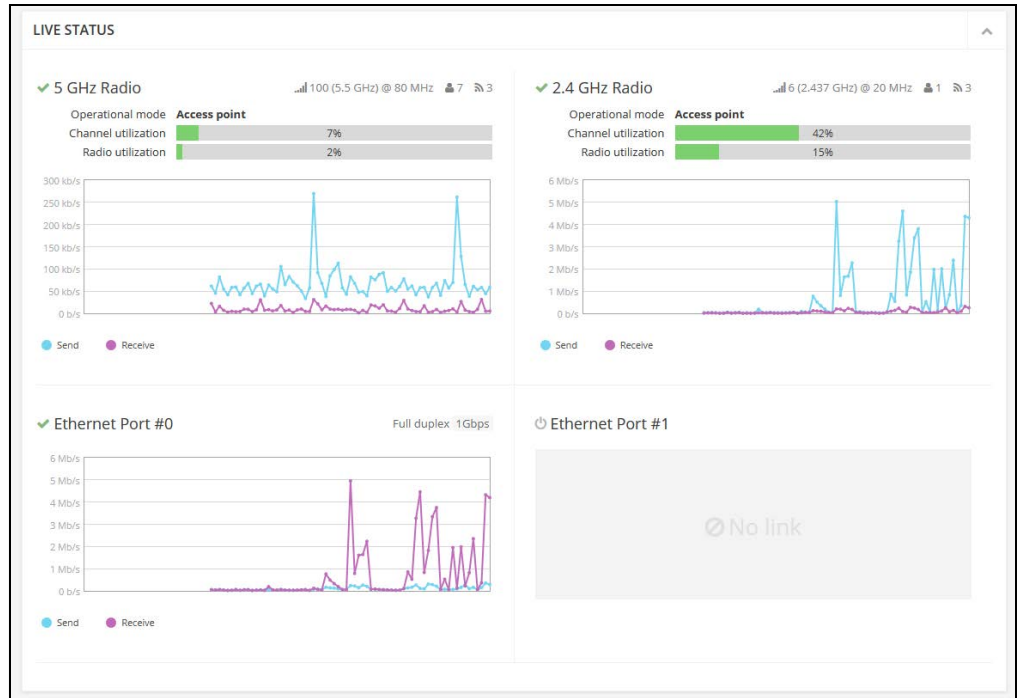 LIVE STATUS
5 GHz Radio
100 (5.5 GHz) @ 80 MHz 7 3
Operational mode Access point
Channel utilization 7%
Radio utilization 2%
300 kb/s
250 kb/s
200 kb/s
150 kb/s
100 kb/s
50 kb/s
0 b/s
Send Receive
2.4 GHz Radio
6 (2.437 GHz) @ 20 MHz 1 3
Operational mode Access point
Channel utilization 42%
Radio utilization 15%
6 Mb/s
5 Mb/s
4 Mb/s
3 Mb/s
2 Mb/s
1 Mb/s
0 b/s
Send Receive
Ethernet Port #0
Full duplex 1Gbps
6 Mb/s
5 Mb/s
4 Mb/s
3 Mb/s
2 Mb/s
1 Mb/s
0 b/s
Send Receive
Ethernet Port #1
No link